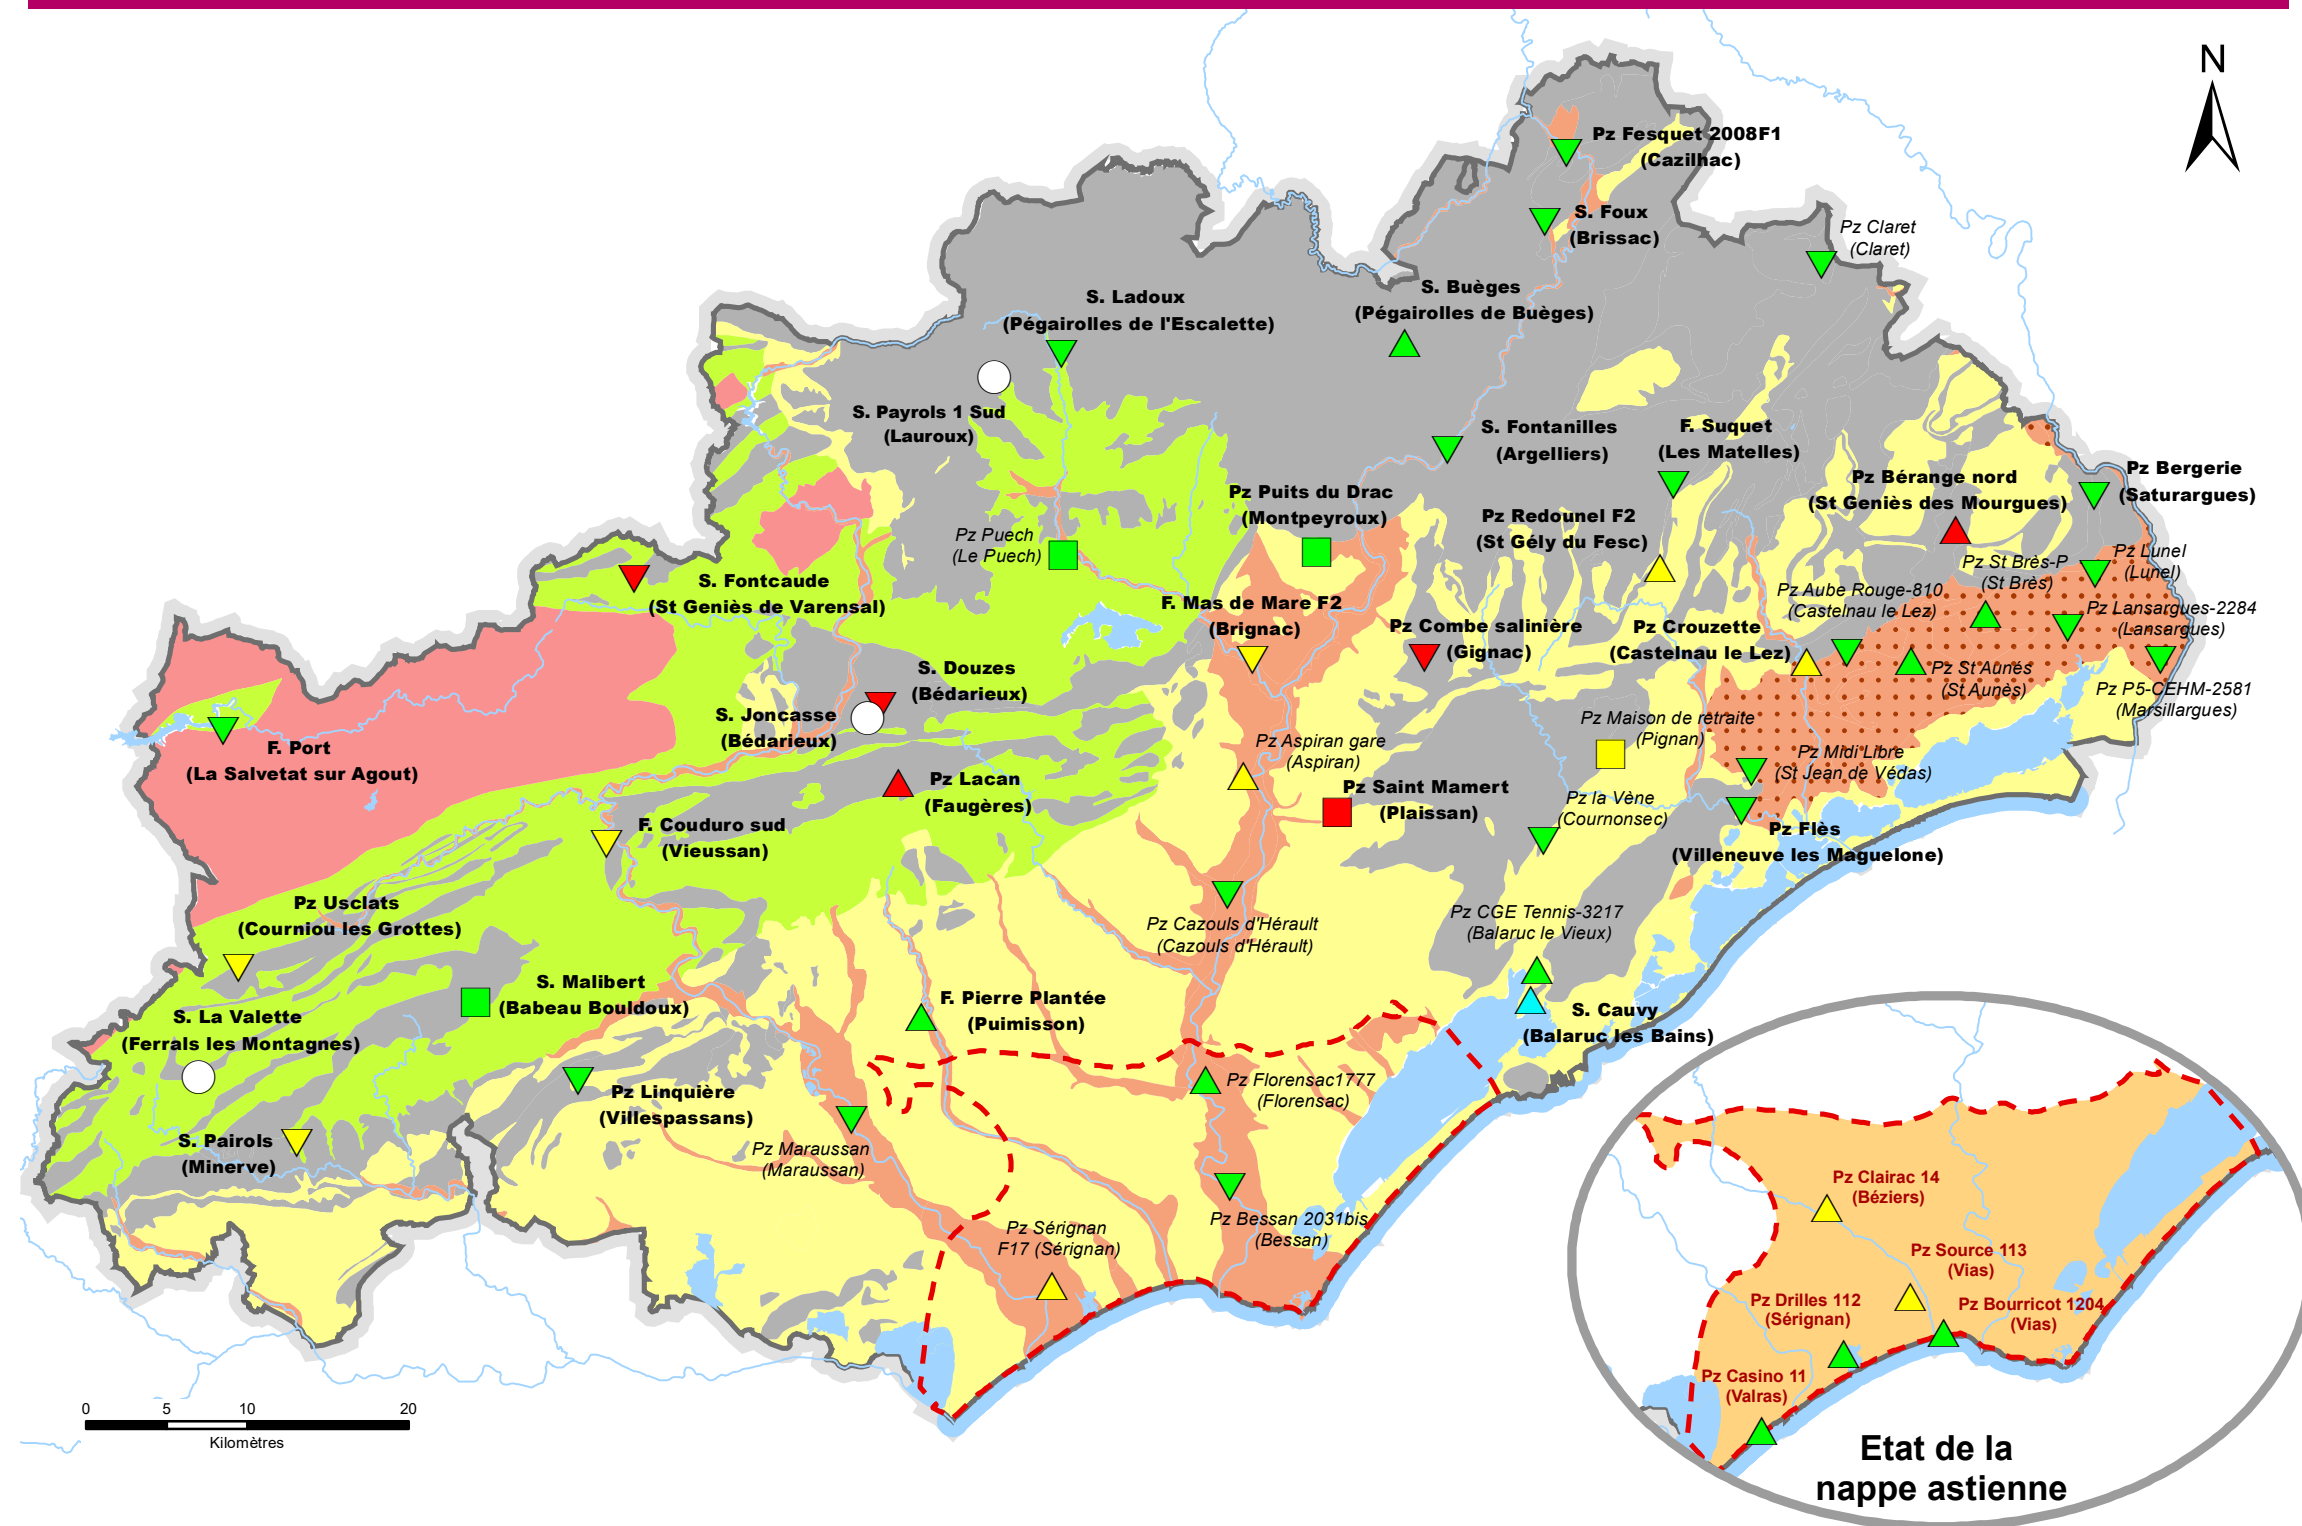 N
Pz Fesquet 2008F1
(Cazilhac)
S. Foux
(Brissac)
Pz Claret
(Claret)
S. Buèges
(Pégairolles de Buèges)
S. Ladoux
(Pégairolles de l'Escalette)
S. Payrols 1 Sud
(Lauroux)
S. Fontanilles
(Argelliers)
F. Suquet
(Les Matelles)
Pz Bérange nord
(St Geniès des Mourgues)
Pz Bergerie
(Saturargues)
Pz Puits du Drac
(Montpeyroux)
Pz Redounel F2
(St Gély du Fesc)
Pz Puech
(Le Puech)
Pz St Brès-P
(St Brès)
Pz Lunel
(Lunel)
S. Fontcaude
(St Geniès de Varensal)
Pz Aube Rouge-810
(Castelnau le Lez)
F. Mas de Mare F2
(Brignac)
Pz Lansargues-2284
(Lansargues)
Pz Combe salinière
(Gignac)
Pz Crouzette
(Castelnau le Lez)
S. Douzes
(Bédarieux)
Pz St Aunès
(St Aunès)
Pz P5-CEHM-2581
(Marsillargues)
S. Joncasse
(Bédarieux)
Pz Maison de retraite
(Pignan)
F. Port
(La Salvetat sur Agout)
Pz Aspiran gare
(Aspiran)
Pz Midi Libre
(St Jean de Védas)
Pz Lacan
(Faugères)
Pz Saint Mamert
(Plaissan)
Pz la Vène
(Cournonsec)
F. Couduro sud
(Vieussan)
Pz Flès
(Villeneuve les Maguelone)
Pz Usclats
(Courniou les Grottes)
Pz Cazouls d'Hérault
(Cazouls d'Hérault)
Pz CGE Tennis-3217
(Balaruc le Vieux)
S. Malibert
(Babeau Bouldoux)
F. Pierre Plantée
(Puimisson)
S. Cauvy
(Balaruc les Bains)
S. La Valette
(Ferrals les Montagnes)
Pz Linquière
(Villespassans)
Pz Florensac1777
(Florensac)
S. Pairols
(Minerve)
Pz Maraussan
(Maraussan)
Pz Sérignan
F17 (Sérignan)
Pz Bessan 2031bis
(Bessan)
Pz Clairac 14
(Béziers)
Pz Source 113
(Vias)
Pz Drilles 112
(Sérignan)
Pz Bourricot 1204
(Vias)
Pz Casino 11
(Valras)
Etat de la
nappe astienne
0 5 10 20
Kilomètres